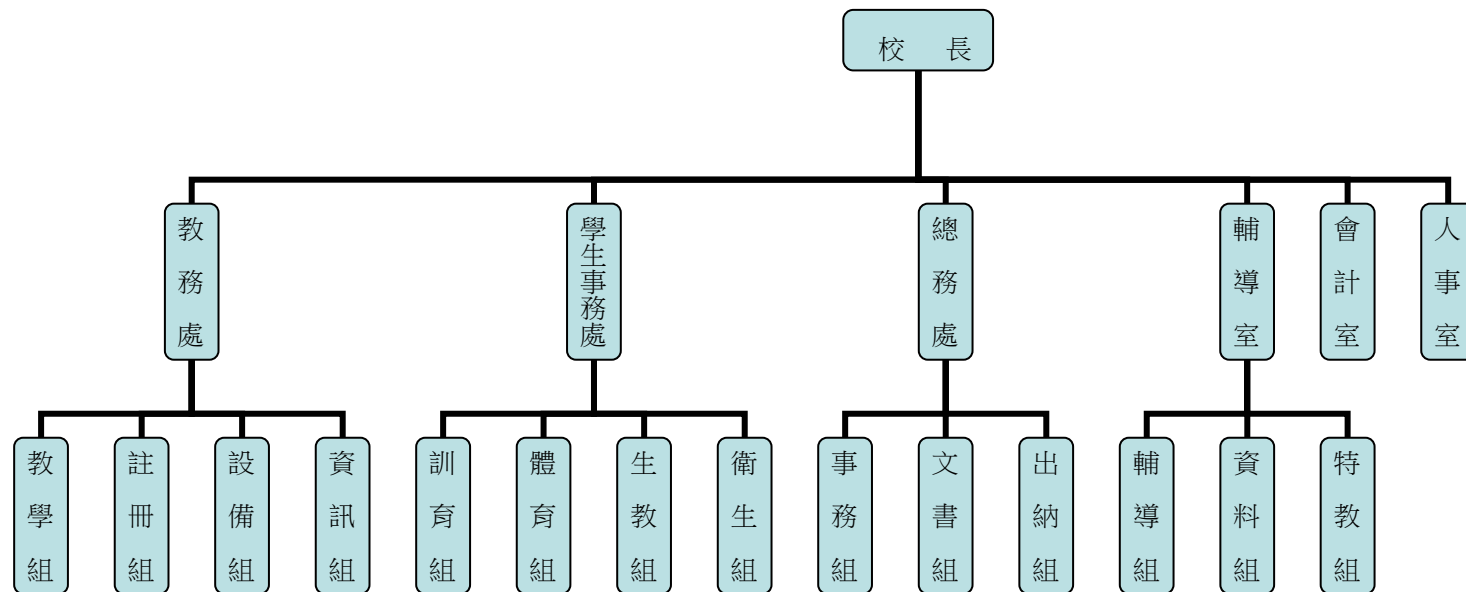 校 長
教務處
學生事務處
總務處
輔導室
會計室
人事室
教學組
註冊組
設備組
資訊組
訓育組
體育組
生教組
衛生組
事務組
文書組
出納組
輔導組
資料組
特教組